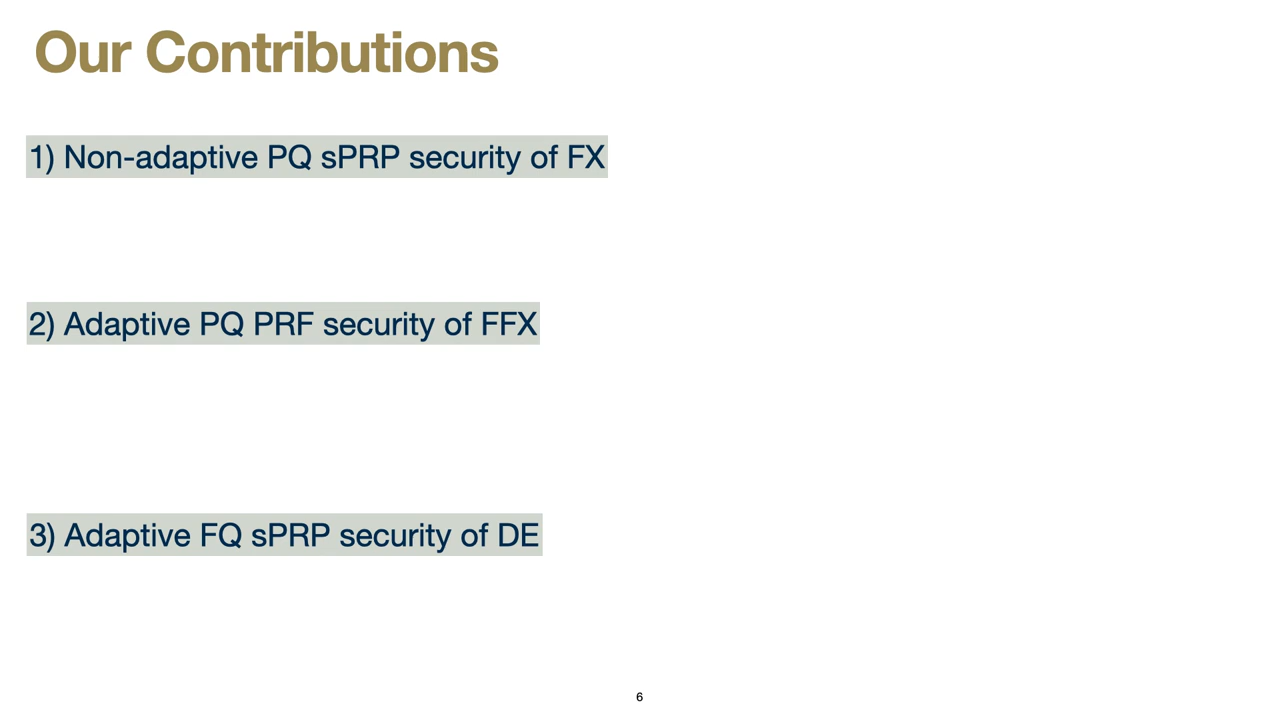 Our Contributions
1) Non-adaptive PQ sPRP security of FX
2) Adaptive PQ PRF security of FFX
3) Adaptive FQ sPRP security of DE
6